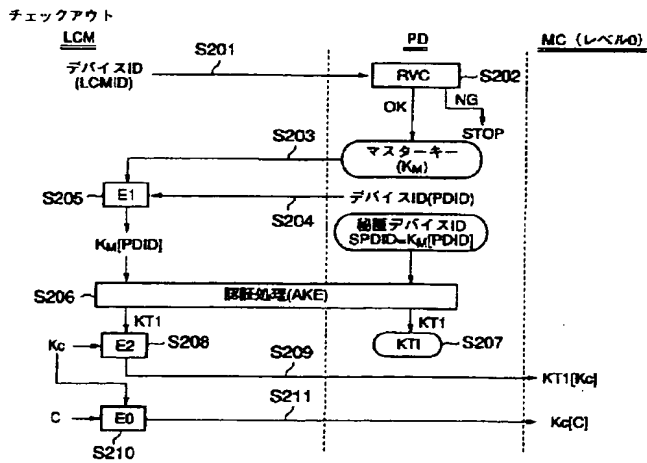 チェックアウト
LCM
PD
MC (レベル0)
デバイスID
(LCMID)
S201
RVC
S202
OK
NG
STOP
S203
マスターキー
(KM)
S205
E1
デバイスID(PDID)
S204
秘匿デバイスID
SPDID=KM[PDID]
KM[PDID]
S206
認証処理(AKE)
KT1
KT1
Kc
E2
S208
KTI
S207
S209
KT1[Kc]
S211
C
E0
Kc[C]
S210